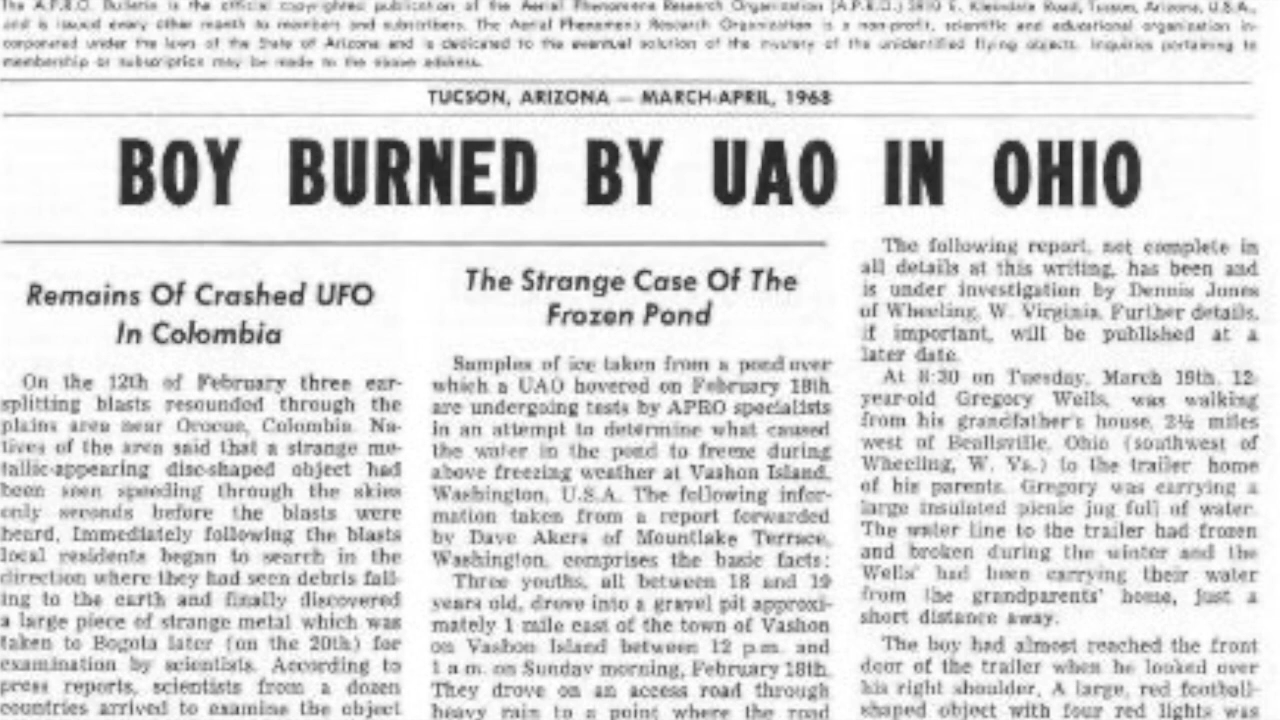 The A.P.R.O. Bulletin is the official copyrighted publication of the Aerial Phenomena Research Organization (A.P.R.O.) 3910 E. Kleindale Road, Tucson, Arizona, U.S.A.,
and is issued every other month to members and subscribers. The Aerial Phenomena Research Organization is a non-profit, scientific and educational organization in-
corporated under the laws of the State of Arizona and is dedicated to the eventual solution of the mystery of the unidentified flying objects. Inquiries pertaining to
membership or subscription may be made to the above address.
TUCSON, ARIZONA — MARCH-APRIL, 1968
BOY BURNED BY UAO IN OHIO
Remains Of Crashed UFO
In Colombia
On the 12th of February three ear-
splitting blasts resounded through the
plains area near Orocue, Colombia. Na-
tives of the area said that a strange me-
tallic-appearing disc-shaped object had
been seen speeding through the skies
only seconds before the blasts were
heard. Immediately following the blasts
local residents began to search in the
direction where they had seen debris fall-
ing to the earth and finally discovered
a large piece of strange metal which was
taken to Bogota later (on the 20th) for
examination by scientists. According to
press reports, scientists from a dozen
countries arrived to examine the object
The Strange Case Of The
Frozen Pond
Samples of ice taken from a pond over
which a UAO hovered on February 18th
are undergoing tests by APRO specialists
in an attempt to determine what caused
the water in the pond to freeze during
above freezing weather at Vashon Island,
Washington, U.S.A. The following infor-
mation taken from a report forwarded
by Dave Akers of Mountlake Terrace,
Washington, comprises the basic facts:
Three youths, all between 18 and 19
years old, drove into a gravel pit approxi-
mately 1 mile east of the town of Vashon
on Vashon Island between 12 p.m. and
1 a.m. on Sunday morning, February 18th.
They drove on an access road through
heavy rain to a point where the road
The following report, not complete in
all details at this writing, has been and
is under investigation by Dennis Jones
of Wheeling, W. Virginia. Further details,
if important, will be published at a
later date.
At 8:30 on Tuesday, March 19th, 12-
year-old Gregory Wells, was walking
from his grandfather's house, 2½ miles
west of Beallsville, Ohio (southwest of
Wheeling, W. Va.) to the trailer home
of his parents. Gregory was carrying a
large insulated picnic jug full of water.
The water line to the trailer had frozen
and broken during the winter and the
Wells' had been carrying their water
from the grandparents' home, just a
short distance away.
The boy had almost reached the front
door of the trailer when he looked over
his right shoulder. A large, red football-
shaped object with four red lights was